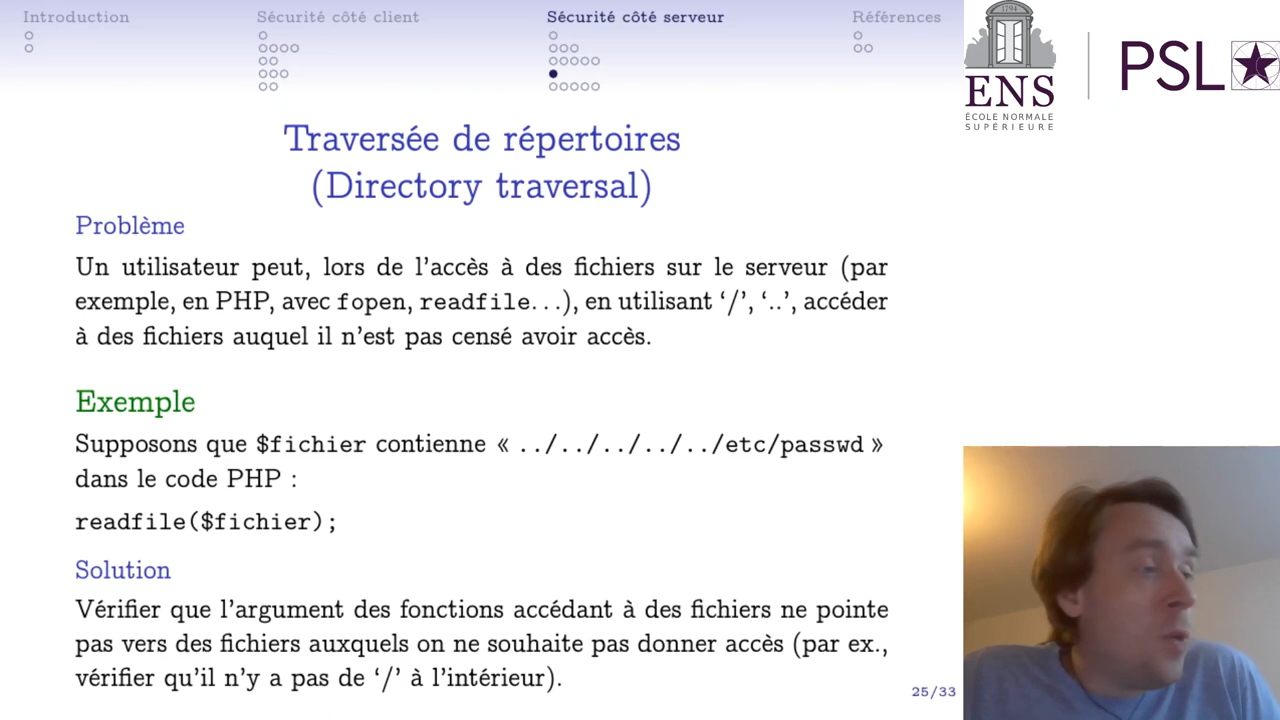 Introduction
Sécurité côté client
Sécurité côté serveur
Références
1794
ENS
ÉCOLE NORMALE
SUPÉRIEURE
PSL
Traversée de répertoires
(Directory traversal)
Problème
Un utilisateur peut, lors de l'accès à des fichiers sur le serveur (par
exemple, en PHP, avec fopen, readfile...), en utilisant ‘/’, ‘..’, accéder
à des fichiers auquel il n'est pas censé avoir accès.
Exemple
Supposons que $fichier contienne « ../../../../../etc/passwd »
dans le code PHP :
readfile($fichier);
Solution
Vérifier que l'argument des fonctions accédant à des fichiers ne pointe
pas vers des fichiers auxquels on ne souhaite pas donner accès (par ex.,
vérifier qu'il n'y a pas de ‘/’ à l'intérieur).
25/33